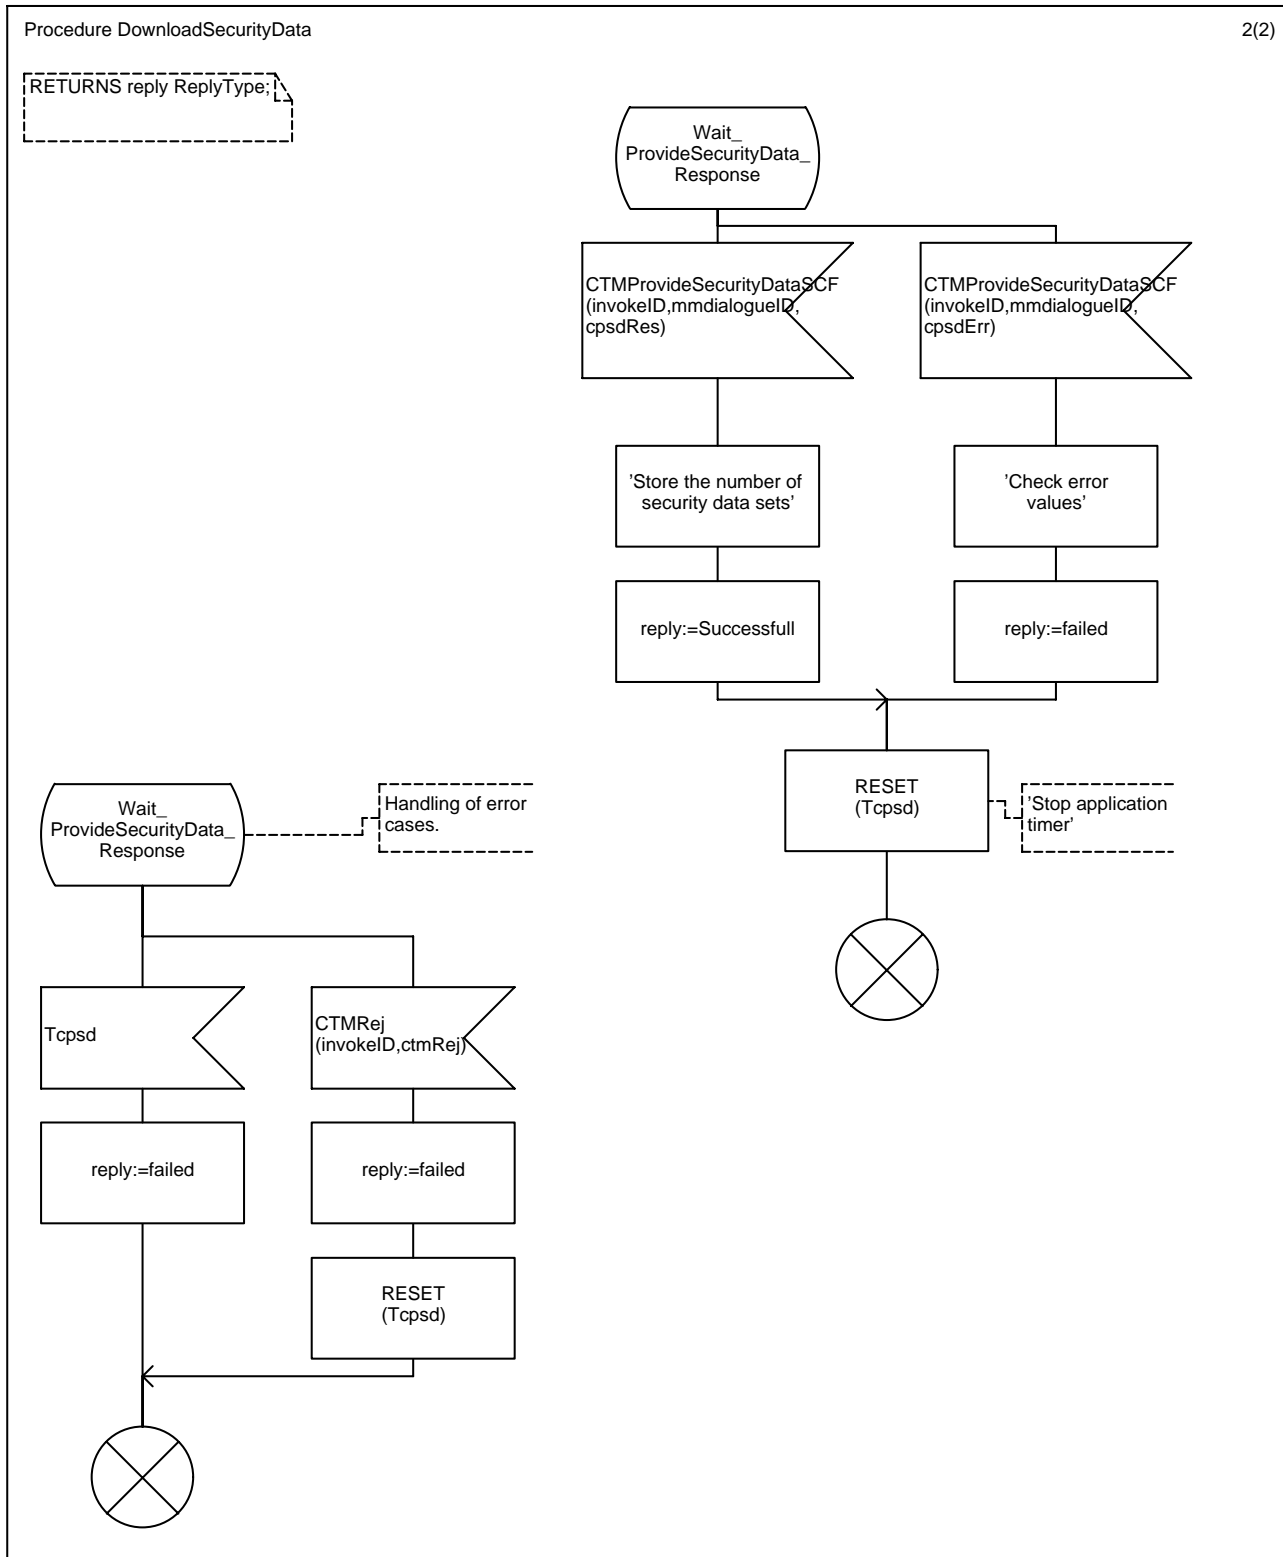 Procedure DownloadSecurityData
2(2)
RETURNS reply ReplyType;
Wait_
ProvideSecurityData_
Response
CTMProvideSecurityDataSCF
(invokeID,mmdialogueID,
cpsdRes)
CTMProvideSecurityDataSCF
(invokeID,mmdialogueID,
cpsdErr)
’Store the number of
security data sets’
’Check error
values’
reply:=Successfull
reply:=failed
RESET
(Tcpsd)
’Stop application
timer’
Wait_
ProvideSecurityData_
Response
Handling of error
cases.
Tcpsd
CTMRej
(invokeID,ctmRej)
reply:=failed
reply:=failed
RESET
(Tcpsd)